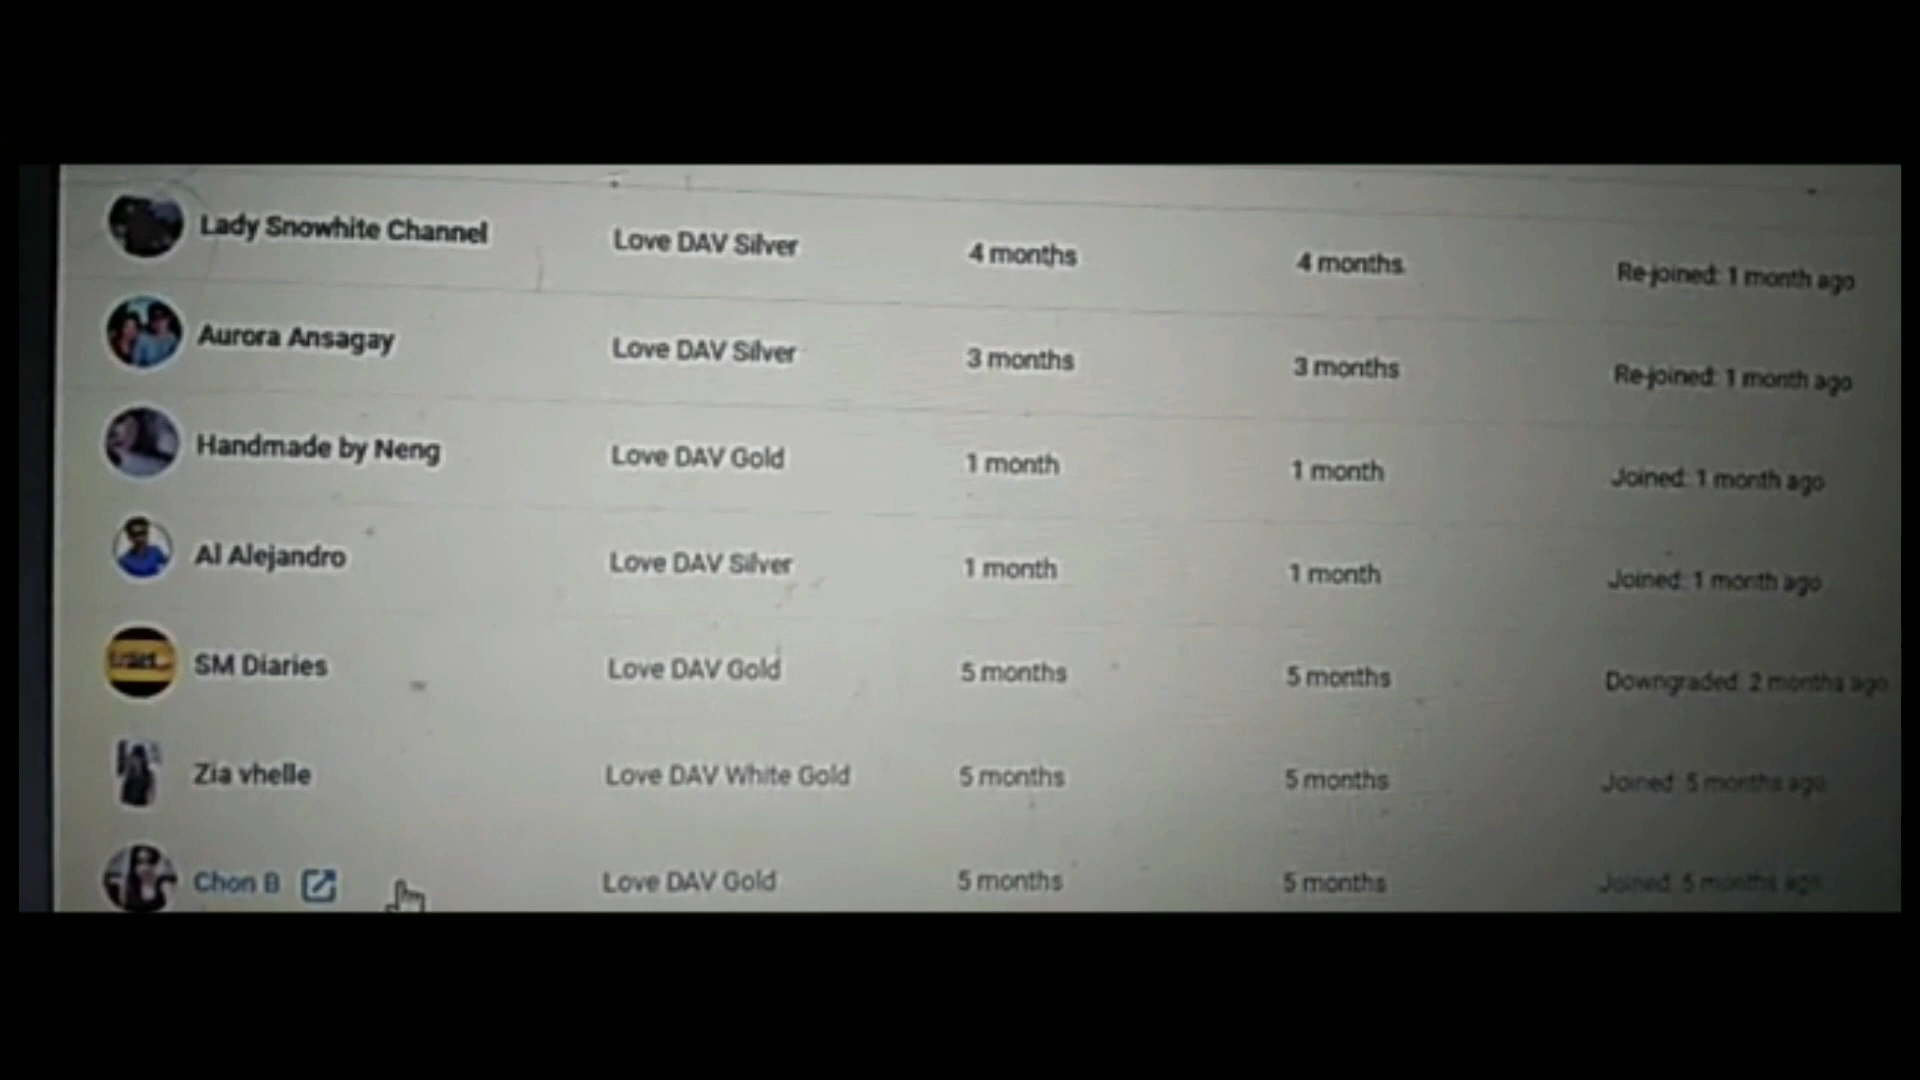 Lady Snowhite Channel Love DAV Silver 4 months 4 months Re-joined: 1 month ago
Aurora Ansagay Love DAV Silver 3 months 3 months Re-joined: 1 month ago
Handmade by Neng Love DAV Gold 1 month 1 month Joined: 1 month ago
Al Alejandro Love DAV Silver 1 month 1 month Joined: 1 month ago
SM Diaries Love DAV Gold 5 months 5 months Downgraded: 2 months ago
Zia vhelle Love DAV White Gold 5 months 5 months Joined: 5 months ago
Chon B Love DAV Gold 5 months 5 months Joined: 5 months ago